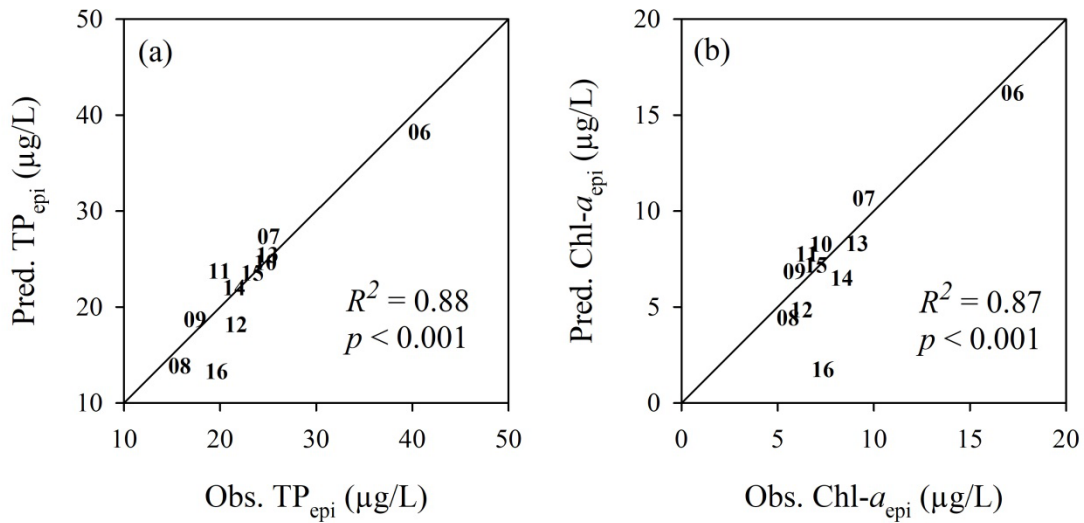 (a)
50
40
30
20
10
10 20 30 40 50
06
07
13
10
11
15
14
09
12
08
16
R² = 0.88
p < 0.001
Pred. TPepi (µg/L)
Obs. TPepi (µg/L)
(b)
20
15
10
5
0
0 5 10 15 20
06
07
10
13
11
15
09
14
12
08
16
R² = 0.87
p < 0.001
Pred. Chl-aepi (µg/L)
Obs. Chl-aepi (µg/L)